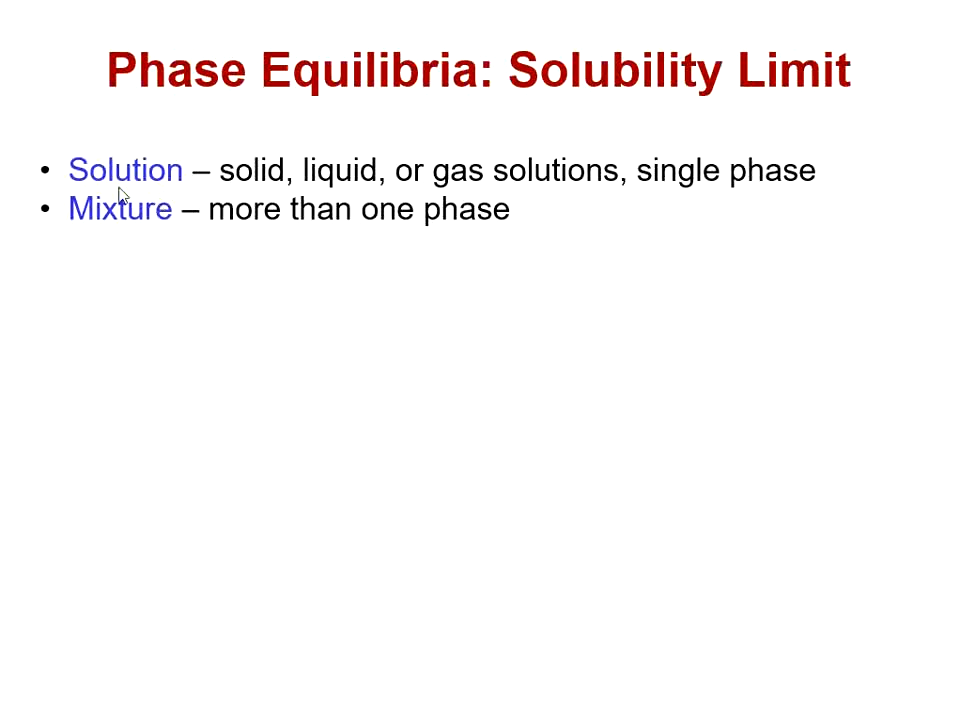 Phase Equilibria: Solubility Limit
• Solution – solid, liquid, or gas solutions, single phase
• Mixture – more than one phase